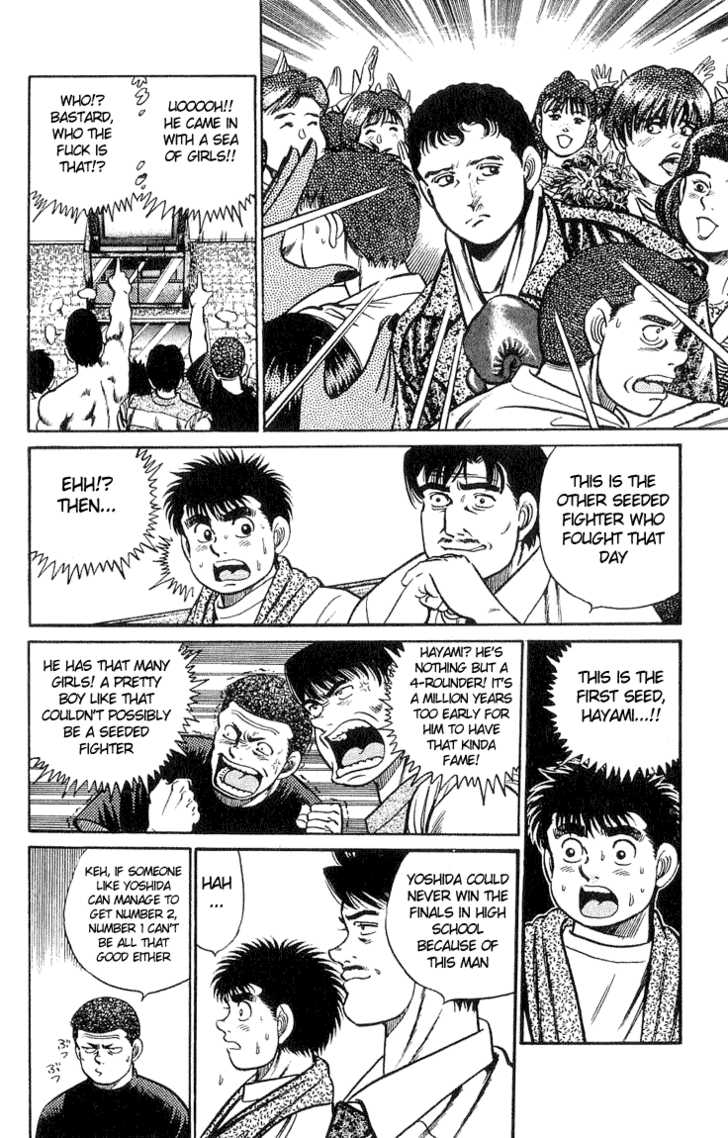 WHO!?
BASTARD,
WHO THE
FUCK IS
THAT!?
UOOOOH!!
HE CAME IN
WITH A SEA
OF GIRLS!!
THIS IS THE
OTHER SEEDED
FIGHTER WHO
FOUGHT THAT
DAY
EHH!?
THEN...
THIS IS THE
FIRST SEED,
HAYAMI...!!
HAYAMI? HE'S
NOTHING BUT A
4-ROUNDER! IT'S
A MILLION YEARS
TOO EARLY FOR
HIM TO HAVE
THAT KINDA
FAME!
HE HAS THAT MANY
GIRLS! A PRETTY
BOY LIKE THAT
COULDN'T POSSIBLY
BE A SEEDED
FIGHTER
YOSHIDA COULD
NEVER WIN THE
FINALS IN HIGH
SCHOOL
BECAUSE OF
THIS MAN
HAH
...
KEH, IF SOMEONE
LIKE YOSHIDA
CAN MANAGE TO
GET NUMBER 2,
NUMBER 1 CAN'T
BE ALL THAT
GOOD EITHER
ぶつ
ぶつ